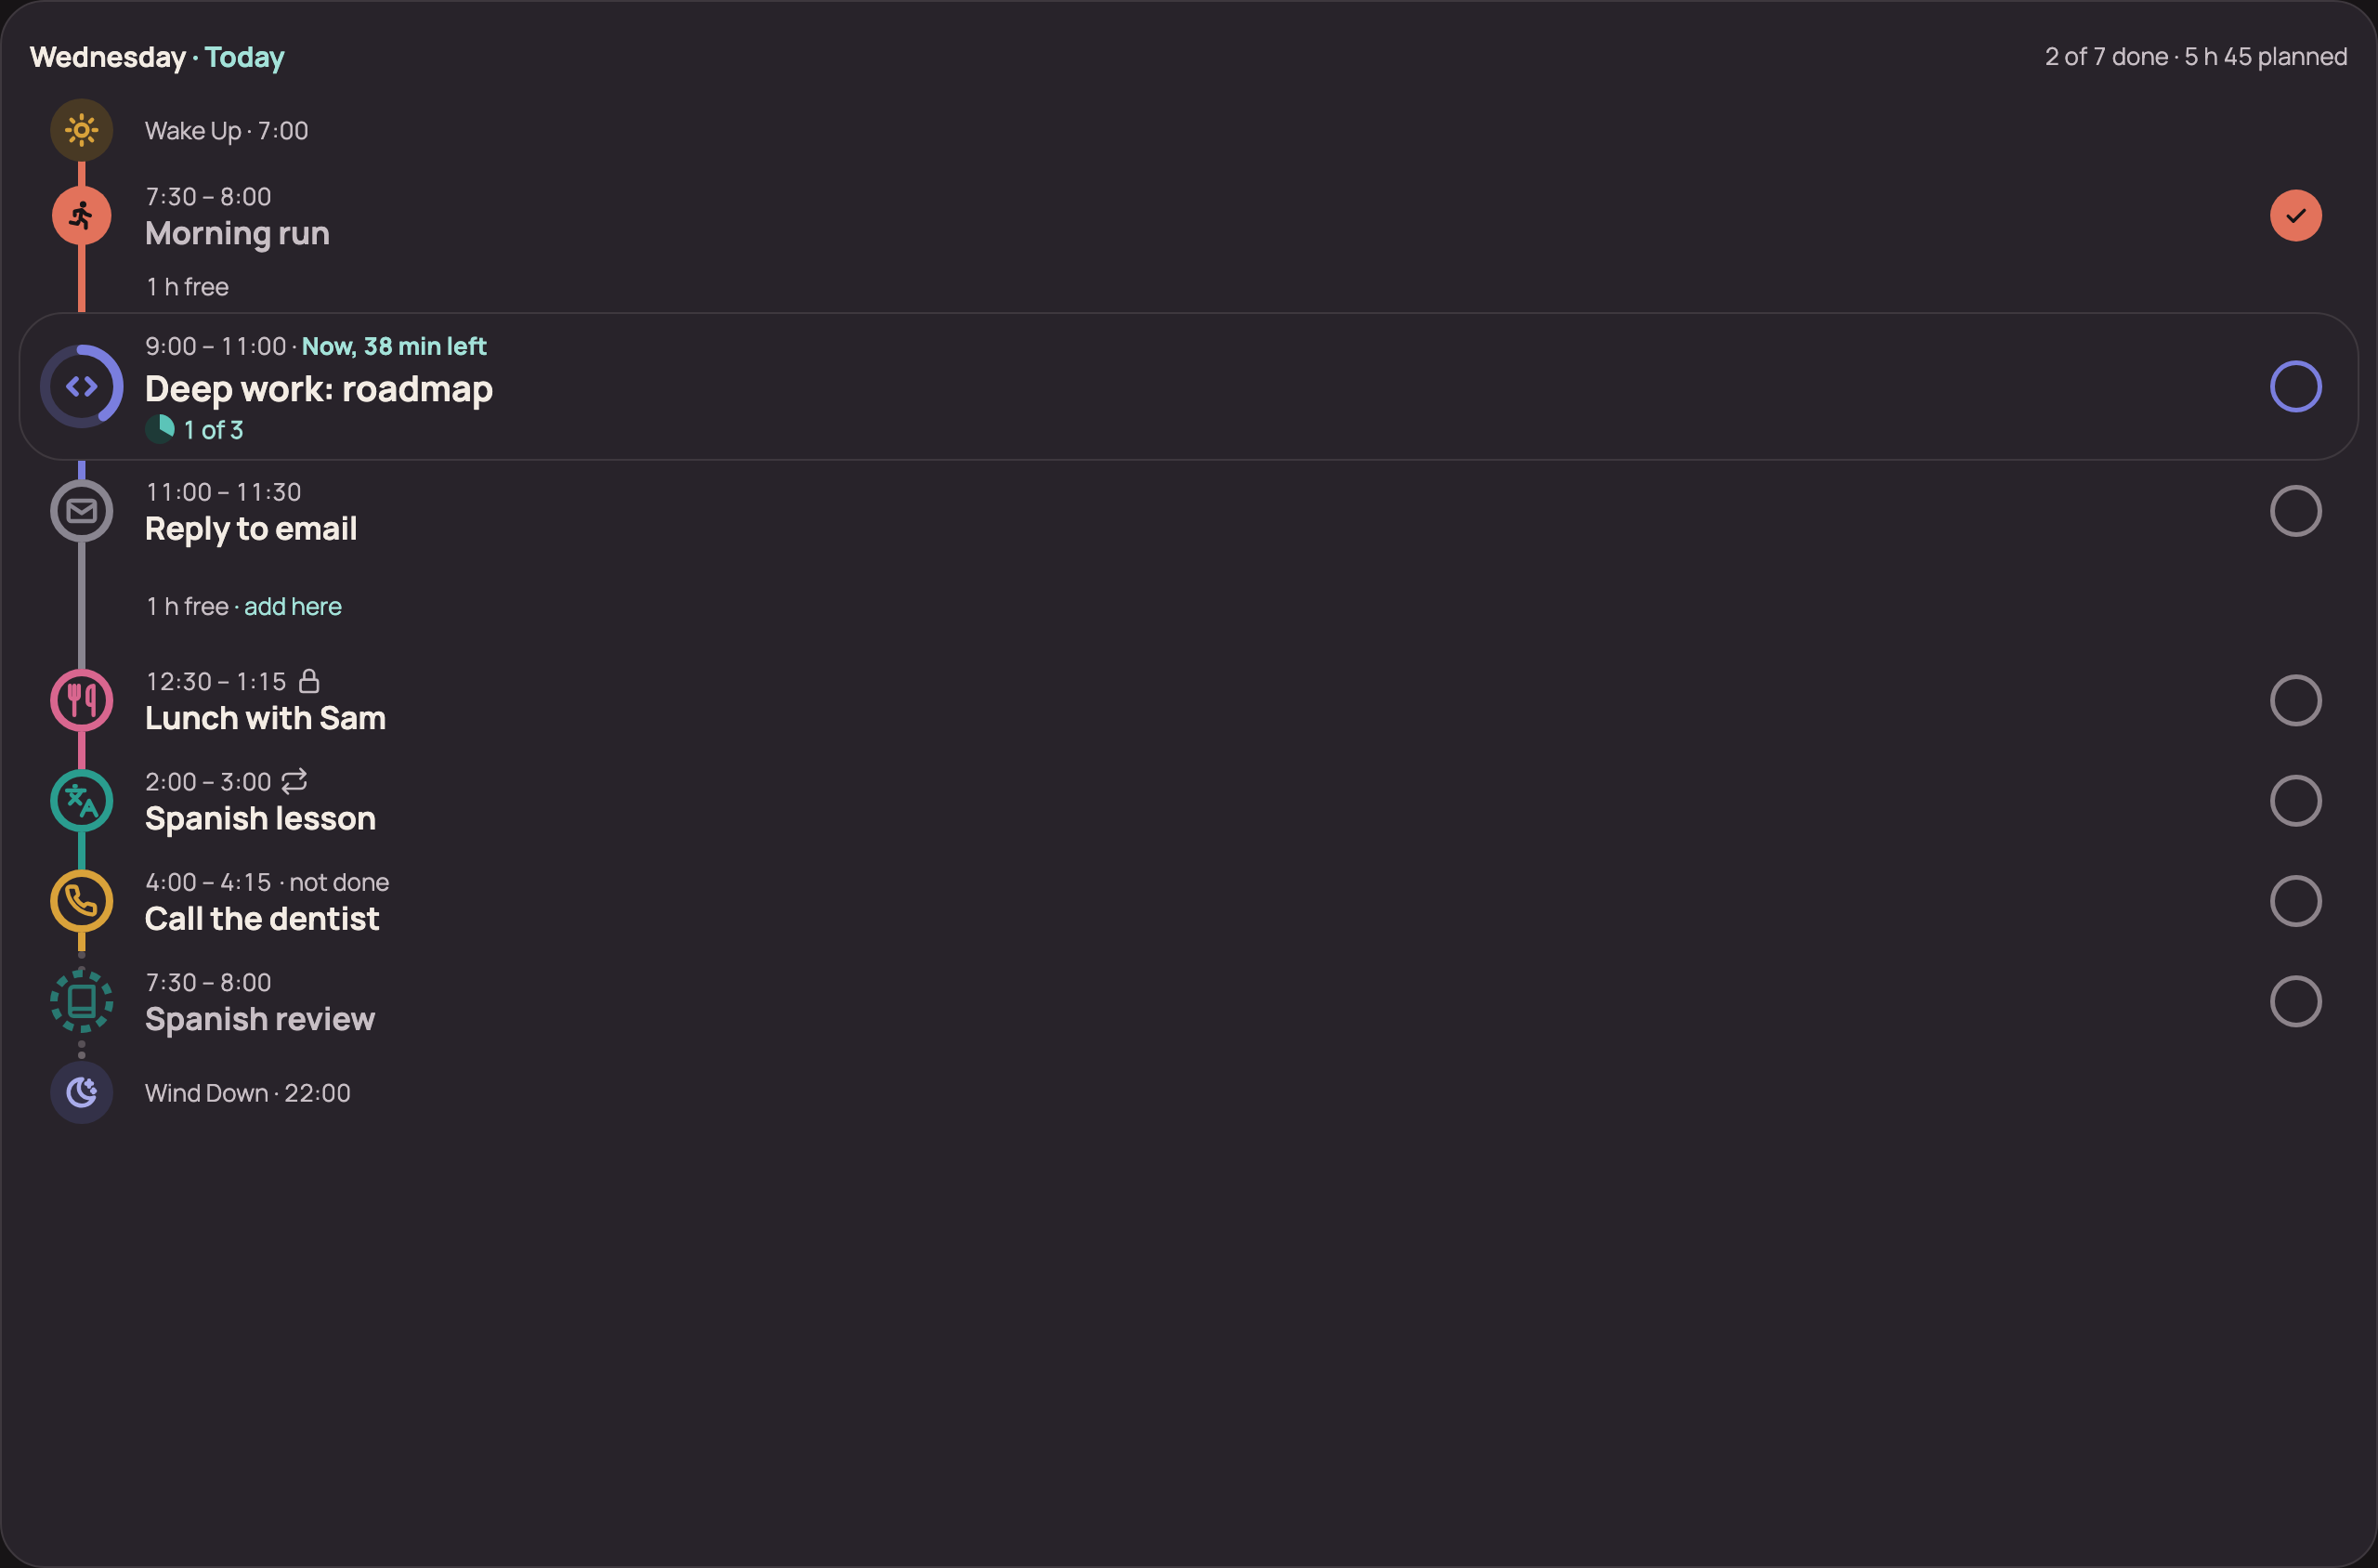 Wednesday · Today
2 of 7 done · 5 h 45 planned
Wake Up · 7:00
7:30 – 8:00
Morning run
1 h free
9:00 – 11:00 · Now, 38 min left
Deep work: roadmap
1 of 3
11:00 – 11:30
Reply to email
1 h free · add here
12:30 – 1:15
Lunch with Sam
2:00 – 3:00
Spanish lesson
4:00 – 4:15 · not done
Call the dentist
7:30 – 8:00
Spanish review
Wind Down · 22:00